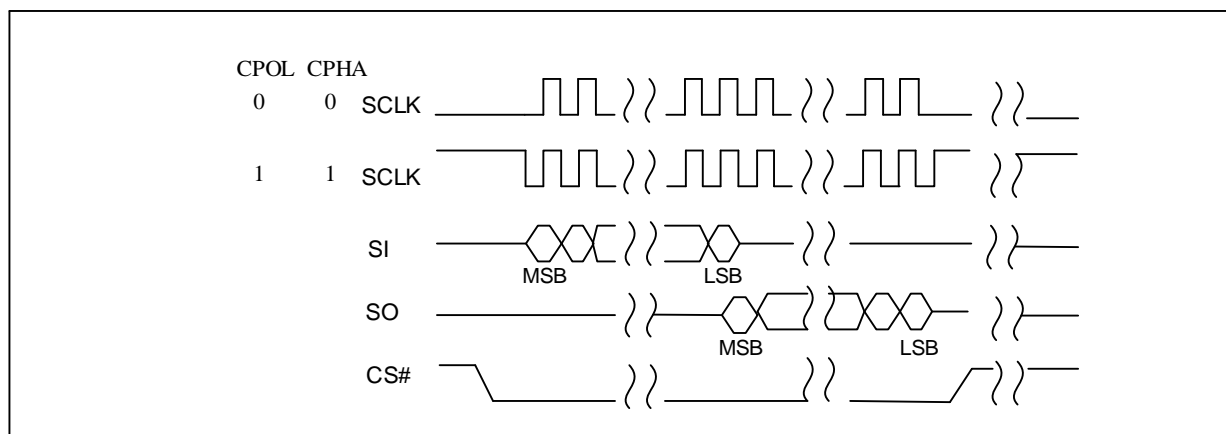 CPOL CPHA
0 0 SCLK
1 1 SCLK
SI
MSB LSB
SO
MSB LSB
CS#